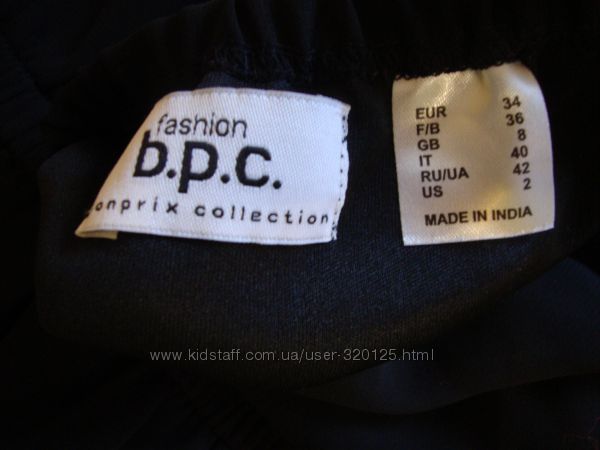 fashion
b.p.c.
onprix collection
EUR 34
F/B 36
GB 8
IT 40
RU/UA 42
US 2
MADE IN INDIA
www.kidstaff.com.ua/user-320125.html